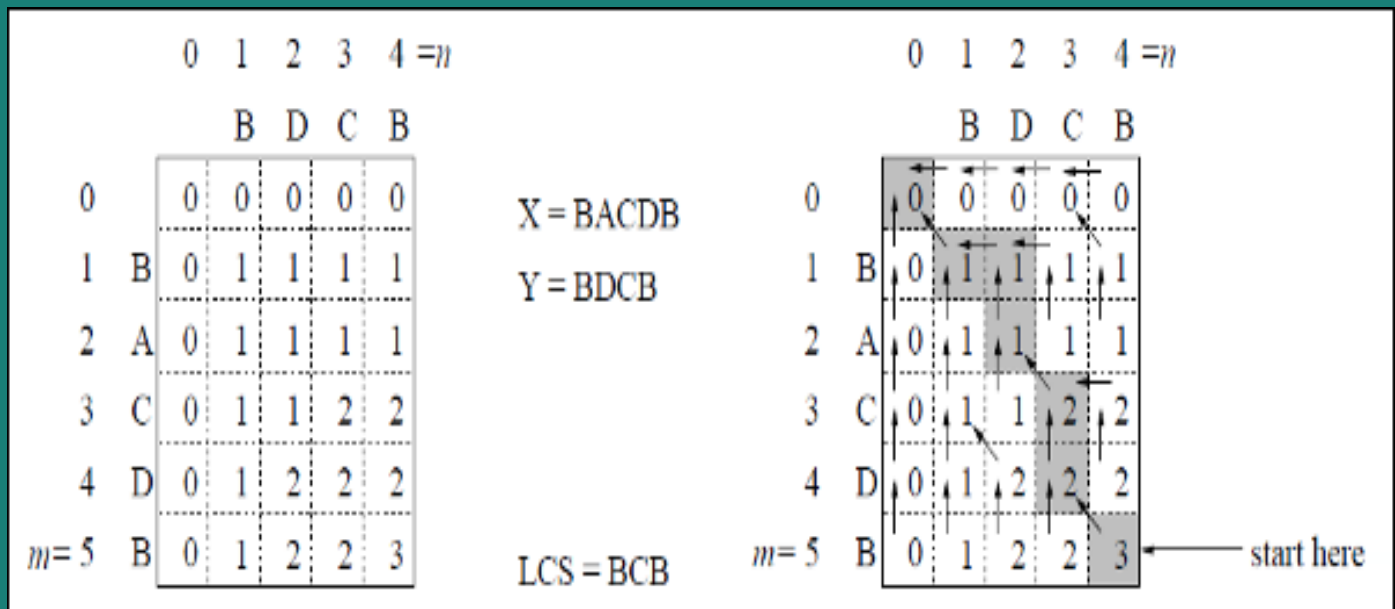 0 1 2 3 4 =n
B D C B
0 0 0 0 0 0
1 B 0 1 1 1 1
2 A 0 1 1 1 1
3 C 0 1 1 2 2
4 D 0 1 2 2 2
m= 5 B 0 1 2 2 3
X = BACDB
Y = BDCB
LCS = BCB
0 1 2 3 4 =n
B D C B
0 0 0 0 0 0
1 B 0 1 1 1 1
2 A 0 1 1 1 1
3 C 0 1 1 2 2
4 D 0 1 2 2 2
m= 5 B 0 1 2 2 3 start here